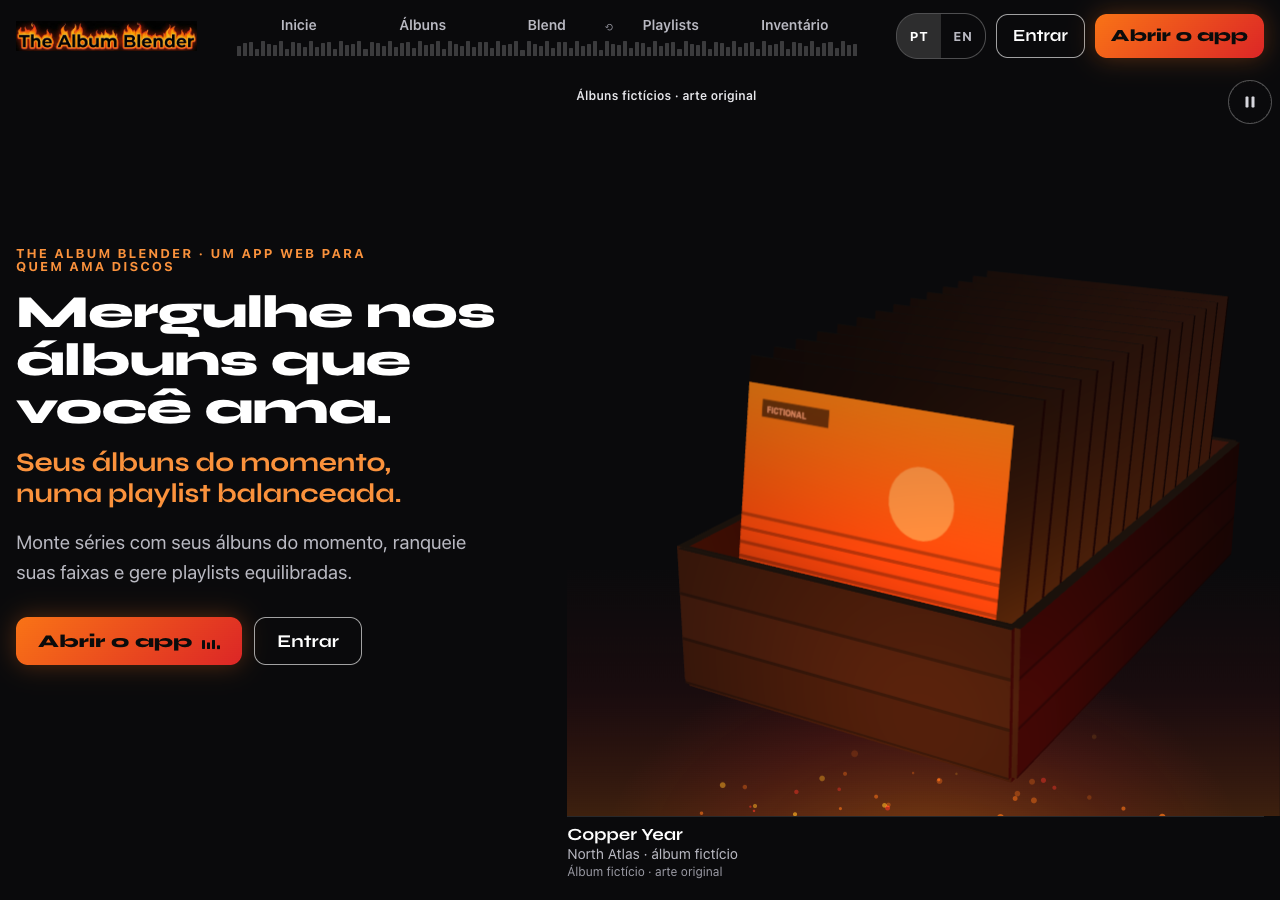 The Album Blender
Inicie
Álbuns
Blend
Playlists
Inventário
PT
EN
Entrar
Abrir o app
Álbuns fictícios · arte original
THE ALBUM BLENDER · UM APP WEB PARA
QUEM AMA DISCOS
Mergulhe nos
álbuns que
você ama.
Seus álbuns do momento,
numa playlist balanceada.
Monte séries com seus álbuns do momento, ranqueie
suas faixas e gere playlists equilibradas.
Abrir o app
Entrar
FICTIONAL
Copper Year
North Atlas · álbum fictício
Álbum fictício · arte original